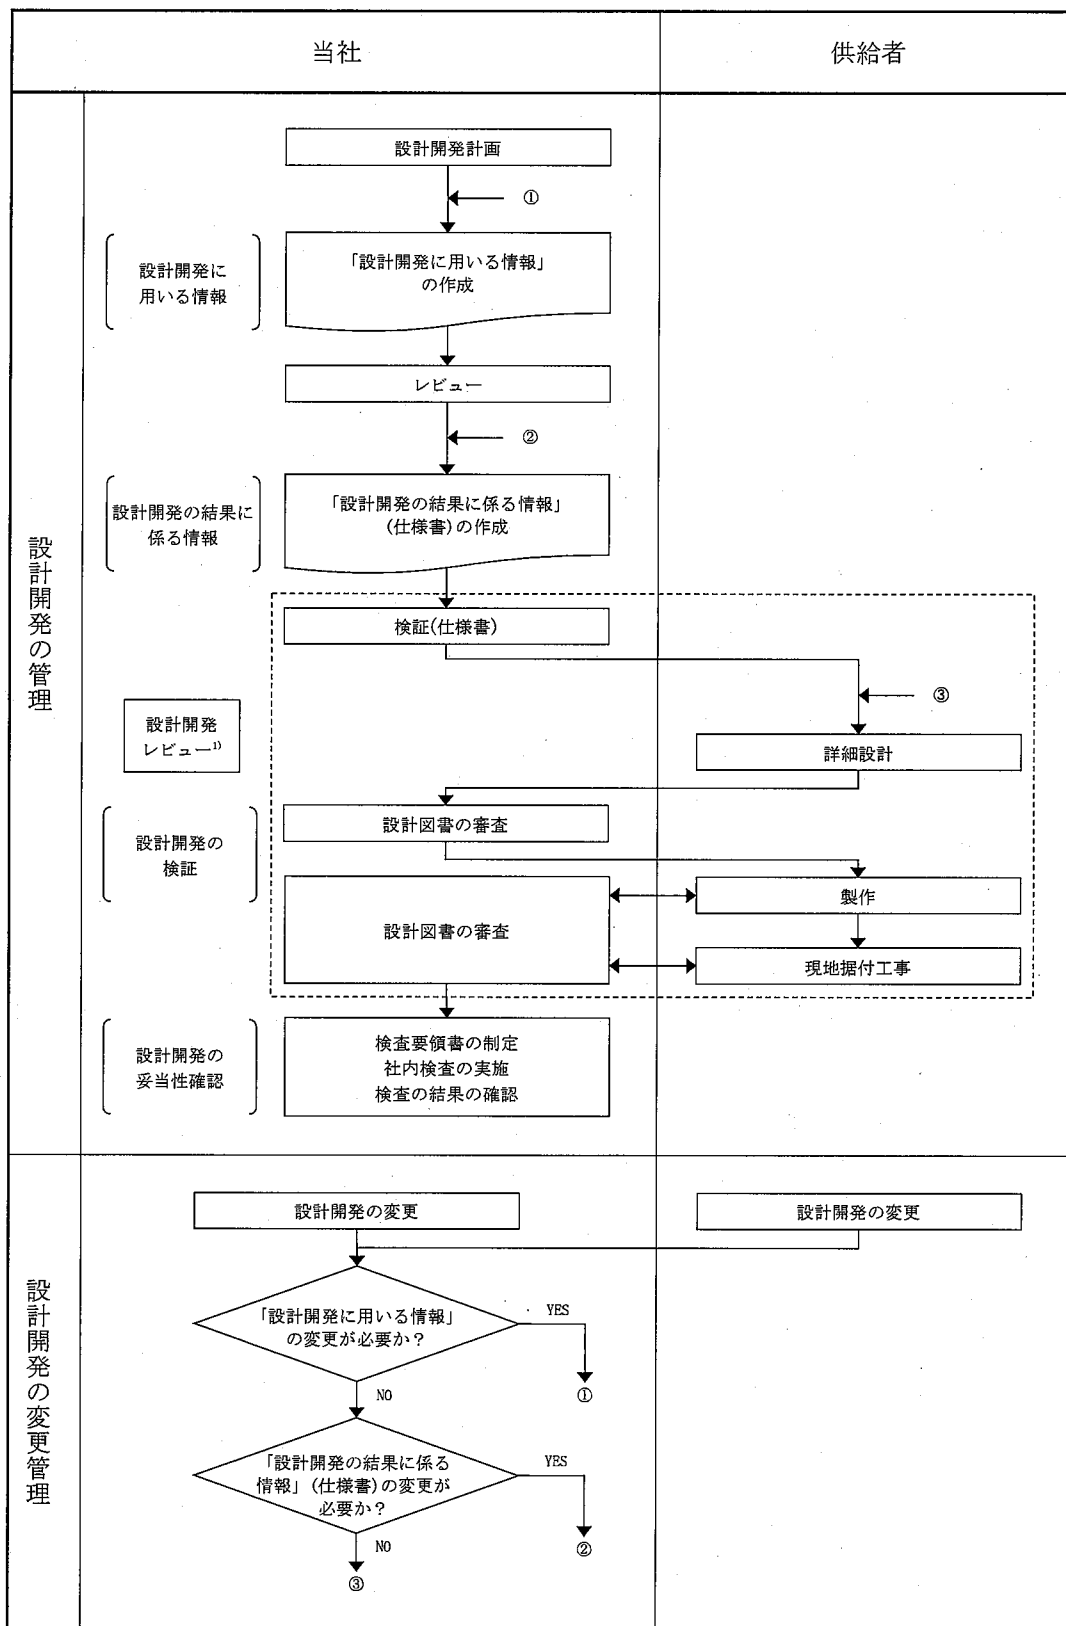 当社
供給者
設計開発の管理
設計開発計画
①
設計開発に
用いる情報
「設計開発に用いる情報」
の作成
レビュー
②
設計開発の結果に
係る情報
「設計開発の結果に係る情報」
(仕様書)の作成
検証(仕様書)
③
設計開発
レビュー¹⁾
詳細設計
設計図書の審査
設計開発の
検証
製作
設計図書の審査
現地据付工事
設計開発の
妥当性確認
検査要領書の制定
社内検査の実施
検査の結果の確認
設計開発の変更管理
設計開発の変更
設計開発の変更
「設計開発に用いる情報」
の変更が必要か？
YES
①
NO
「設計開発の結果に係る
情報」(仕様書)の変更が
必要か？
YES
②
NO
③